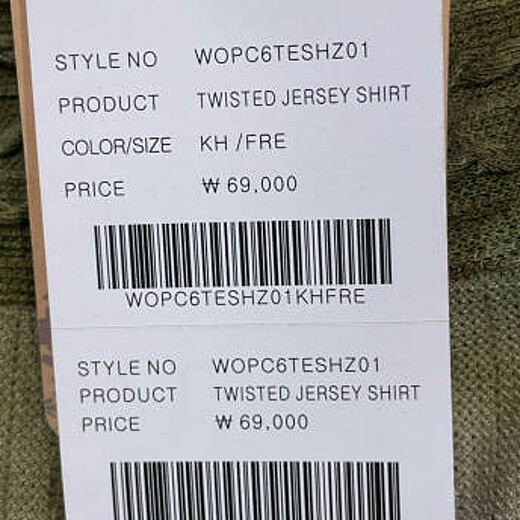 STYLE NO WOPC6TESHZ01
PRODUCT TWISTED JERSEY SHIRT
COLOR/SIZE KH /FRE
PRICE ₩ 69,000
WOPC6TESHZ01KHFRE
STYLE NO WOPC6TESHZ01
PRODUCT TWISTED JERSEY SHIRT
PRICE ₩ 69,000